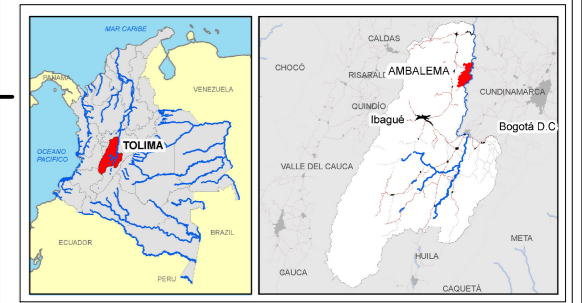 MAR CARIBE
PANAMÁ
VENEZUELA
OCEANO
PACIFICO
TOLIMA
ECUADOR
BRAZIL
PERU
CALDAS
CHOCÓ
RISARALDA
AMBALEMA
CUNDINAMARCA
QUINDÍO
Ibagué
Bogotá D.C
VALLE DEL CAUCA
META
HUILA
CAUCA
CAQUETÁ